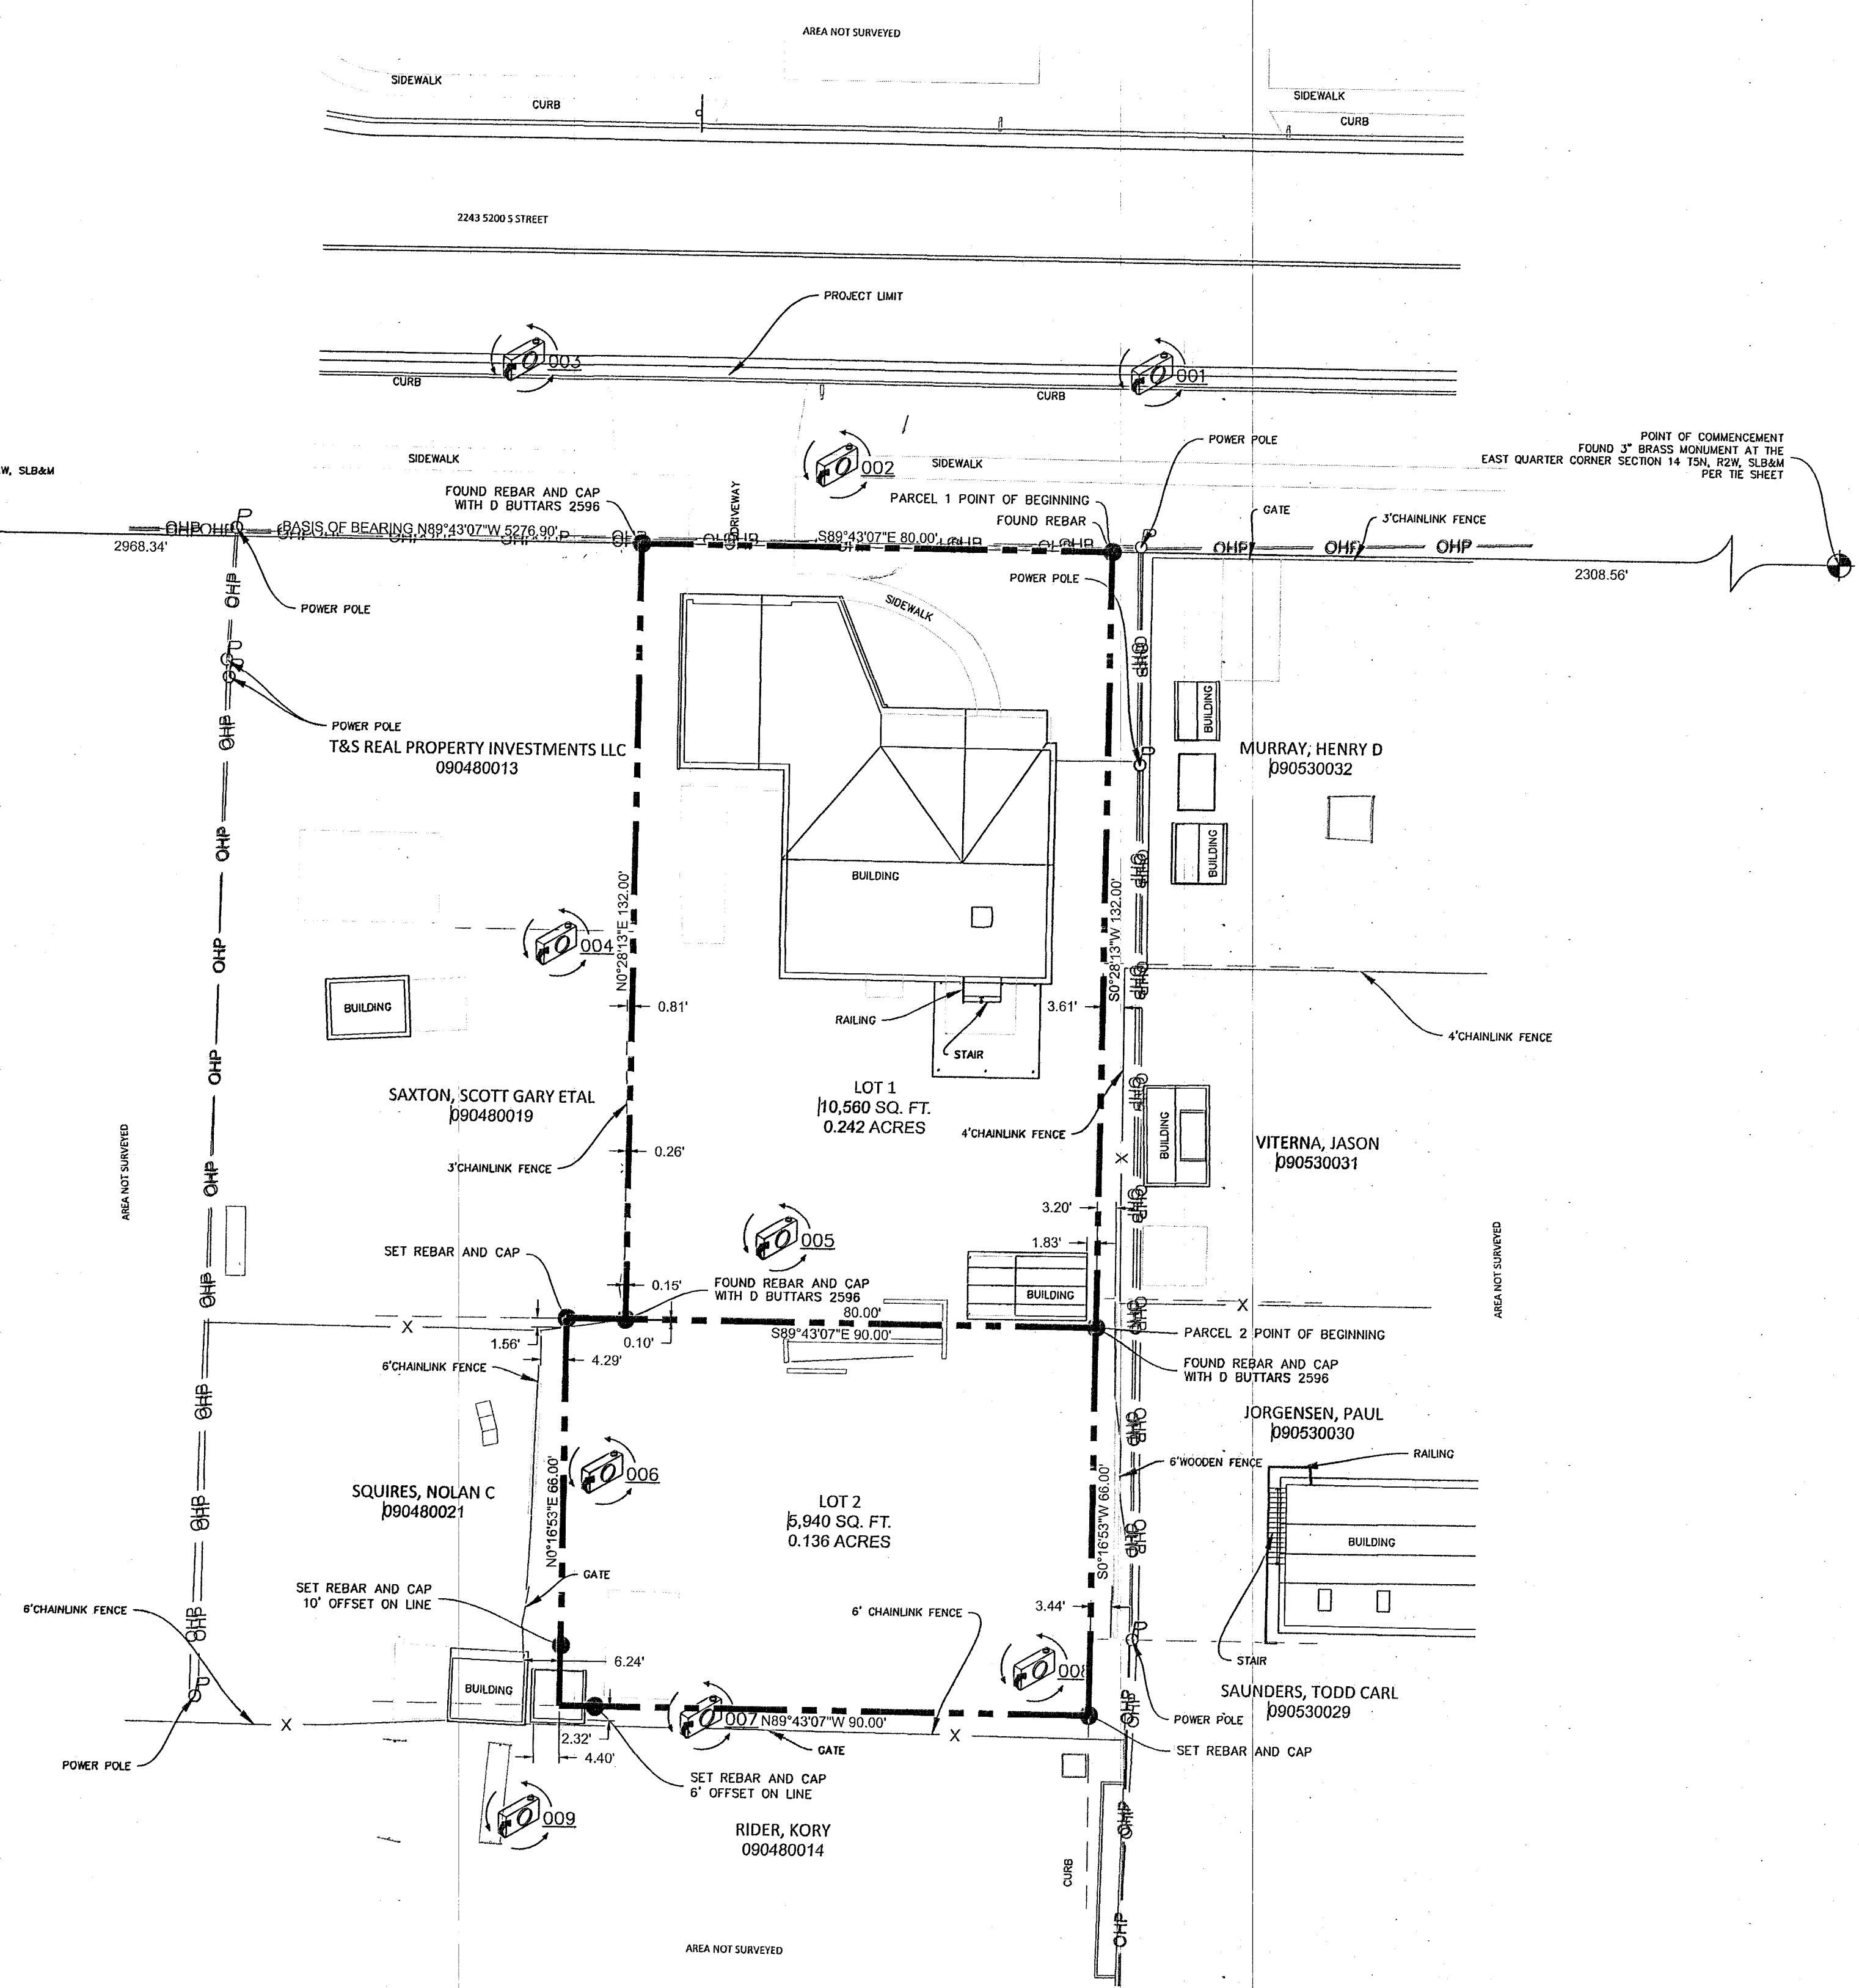 AREA NOT SURVEYED
SIDEWALK
CURB
SIDEWALK
CURB
2243 5200 S STREET
PROJECT LIMIT
003
001
CURB
CURB
SIDEWALK
002
SIDEWALK
POWER POLE
POINT OF COMMENCEMENT
FOUND 3" BRASS MONUMENT AT THE
EAST QUARTER CORNER SECTION 14 T5N, R2W, SLB&M
PER TIE SHEET
W, SLB&M
FOUND REBAR AND CAP
WITH D BUTTARS 2596
DRIVEWAY
PARCEL 1 POINT OF BEGINNING
FOUND REBAR
GATE
3'CHAINLINK FENCE
BASIS OF BEARING N89°43'07"W 5276.90'
S89°43'07"E 80.00'
OHP
OHP
OHP
2968.34'
2308.56'
POWER POLE
POWER POLE
SIDEWALK
OHP
OHP
POWER POLE
T&S REAL PROPERTY INVESTMENTS LLC
090480013
BUILDING
MURRAY, HENRY D
090530032
OHP
BUILDING
BUILDING
N0°28'13"E 132.00'
S0°28'13"W 132.00'
004
OHP
BUILDING
0.81'
3.61'
RAILING
STAIR
4'CHAINLINK FENCE
OHP
SAXTON, SCOTT GARY ETAL
090480019
LOT 1
10,560 SQ. FT.
0.242 ACRES
4'CHAINLINK FENCE
BUILDING
VITERNA, JASON
090530031
X
AREA NOT SURVEYED
3'CHAINLINK FENCE
0.26'
OHP
3.20'
1.83'
005
SET REBAR AND CAP
0.15'
FOUND REBAR AND CAP
WITH D BUTTARS 2596
BUILDING
80.00'
S89°43'07"E 90.00'
X
X
AREA NOT SURVEYED
PARCEL 2 POINT OF BEGINNING
1.56'
0.10'
4.29'
6'CHAINLINK FENCE
FOUND REBAR AND CAP
WITH D BUTTARS 2596
JORGENSEN, PAUL
090530030
RAILING
6'WOODEN FENCE
006
N0°16'53"E 66.00'
S0°16'53"W 66.00'
SQUIRES, NOLAN C
090480021
LOT 2
5,940 SQ. FT.
0.136 ACRES
BUILDING
GATE
SET REBAR AND CAP
10' OFFSET ON LINE
6'CHAINLINK FENCE
6' CHAINLINK FENCE
3.44'
6.24'
008
STAIR
BUILDING
SAUNDERS, TODD CARL
090530029
X
007
N89°43'07"W 90.00'
X
POWER POLE
2.32'
4.40'
GATE
SET REBAR AND CAP
POWER POLE
SET REBAR AND CAP
6' OFFSET ON LINE
009
RIDER, KORY
090480014
CURB
OHP
AREA NOT SURVEYED